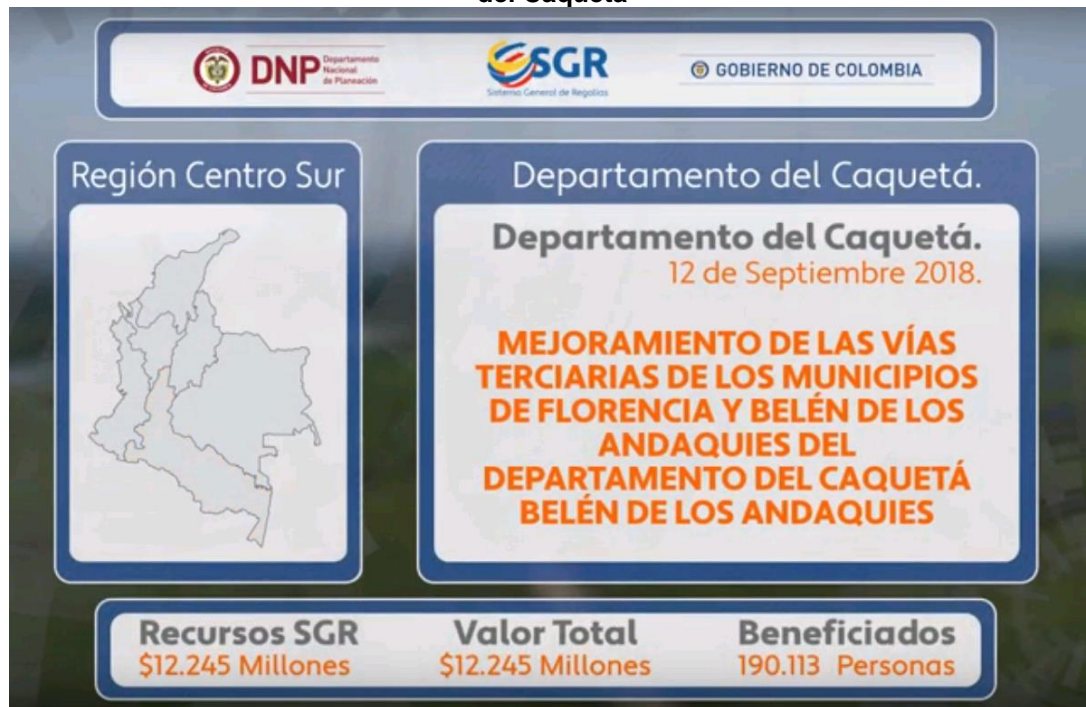 del Caquetá
DNP Departamento
Nacional
de Planeación
SGR
Sistema General de Regalías
GOBIERNO DE COLOMBIA
Región Centro Sur
Departamento del Caquetá.
Departamento del Caquetá.
12 de Septiembre 2018.
MEJORAMIENTO DE LAS VÍAS
TERCIARIAS DE LOS MUNICIPIOS
DE FLORENCIA Y BELÉN DE LOS
ANDAQUIES DEL
DEPARTAMENTO DEL CAQUETÁ
BELÉN DE LOS ANDAQUIES
Recursos SGR
$12.245 Millones
Valor Total
$12.245 Millones
Beneficiados
190.113 Personas